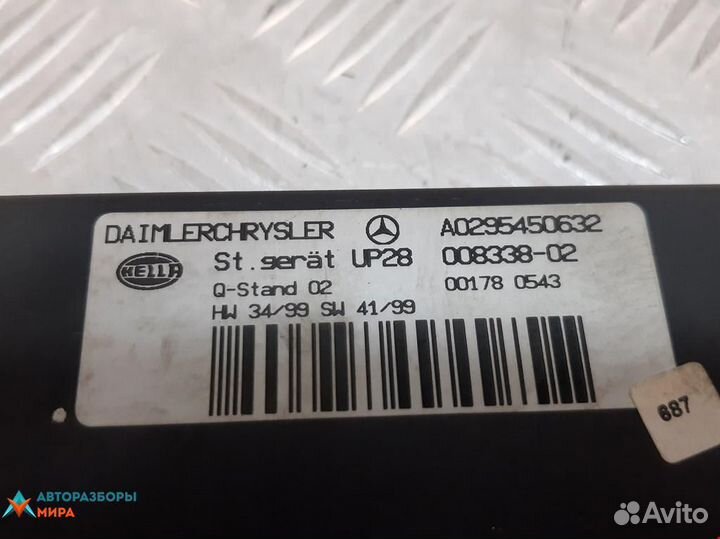 DAIMLERCHRYSLER A0295450632
HELLA St.gerät UP28 008338-02
Q-Stand 02 00178 0543
HW 34/99 SW 41/99
687
АВТОРАЗБОРЫ
МИРА
Avito